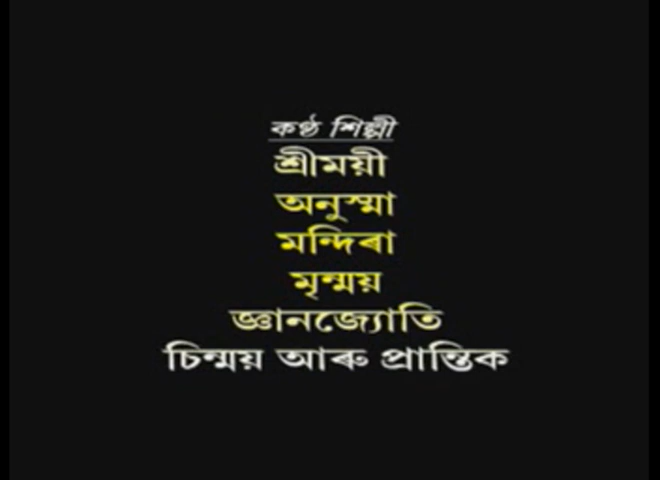 কণ্ঠ শিল্পী
শ্ৰীময়ী
অনুস্মা
মন্দিৰা
মৃন্ময়
জ্ঞানজ্যোতি
চিন্ময় আৰু প্ৰান্তিক